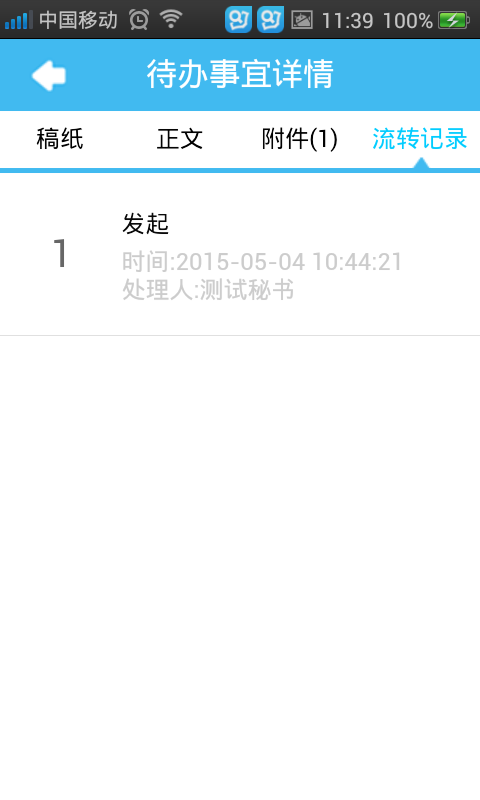 中国移动 11:39 100%
待办事宜详情
稿纸 正文 附件(1) 流转记录
1
发起
时间:2015-05-04 10:44:21
处理人:测试秘书